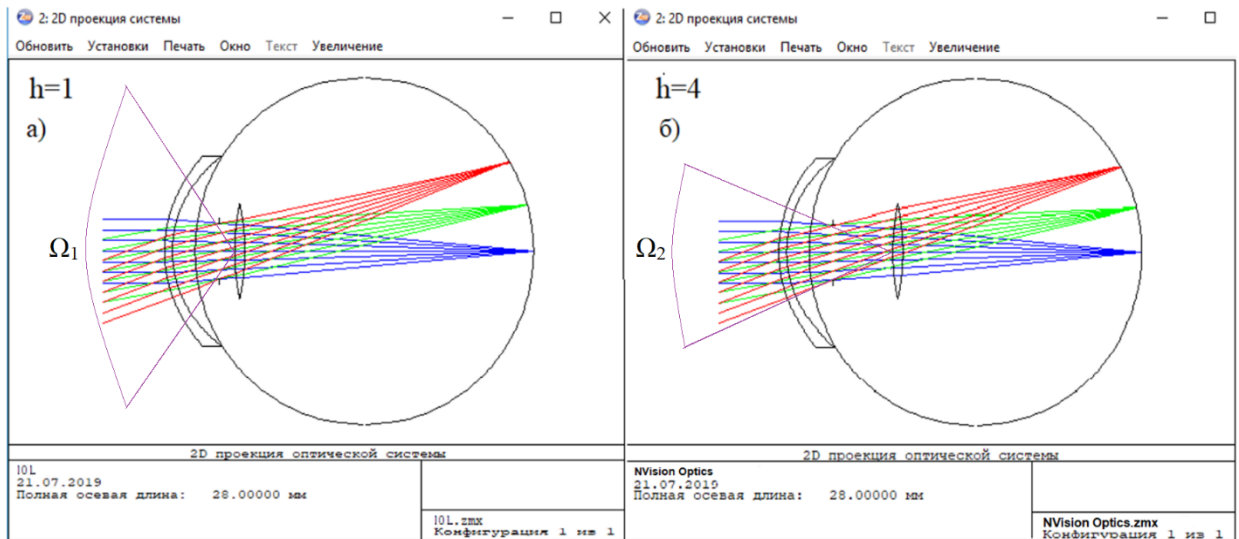 2: 2D проекция системы
Обновить Установки Печать Окно Текст Увеличение
h=1
а)
Ω1
2D проекция оптической системы
IOL
21.07.2019
Полная осевая длина: 28.00000 мм
IOL.zmx
Конфигурация 1 из 1
2: 2D проекция системы
Обновить Установки Печать Окно Текст Увеличение
h=4
б)
Ω2
2D проекция оптической системы
NVision Optics
21.07.2019
Полная осевая длина: 28.00000 мм
NVision Optics.zmx
Конфигурация 1 из 1